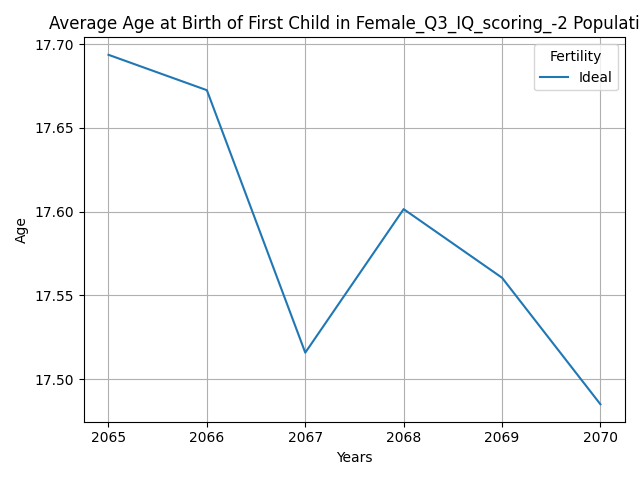 Average Age at Birth of First Child in Female_Q3_IQ_scoring_-2 Populati
Fertility
Ideal
17.70
17.65
17.60
17.55
17.50
Age
2065 2066 2067 2068 2069 2070
Years